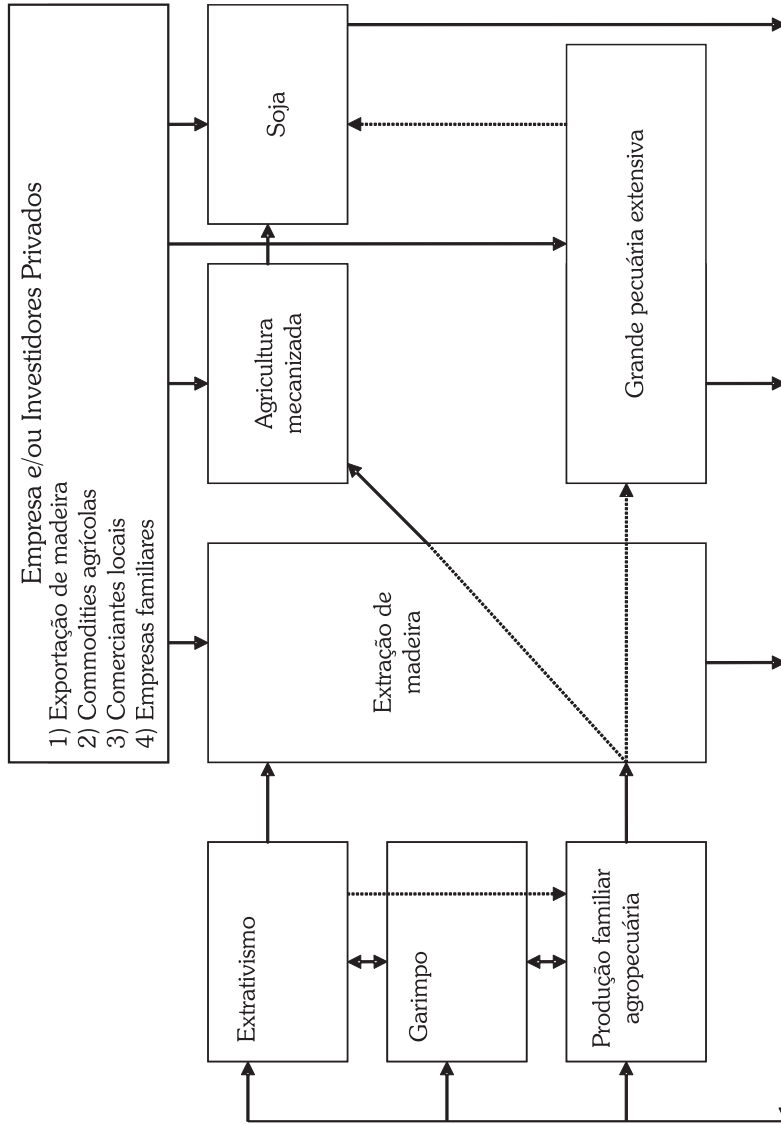 Empresa e/ou Investidores Privados
1) Exportação de madeira
2) Commodities agrícolas
3) Comerciantes locais
4) Empresas familiares
Extrativismo
Garimpo
Produção familiar
agropecuária
Extração de
madeira
Agricultura
mecanizada
Soja
Grande pecuária extensiva